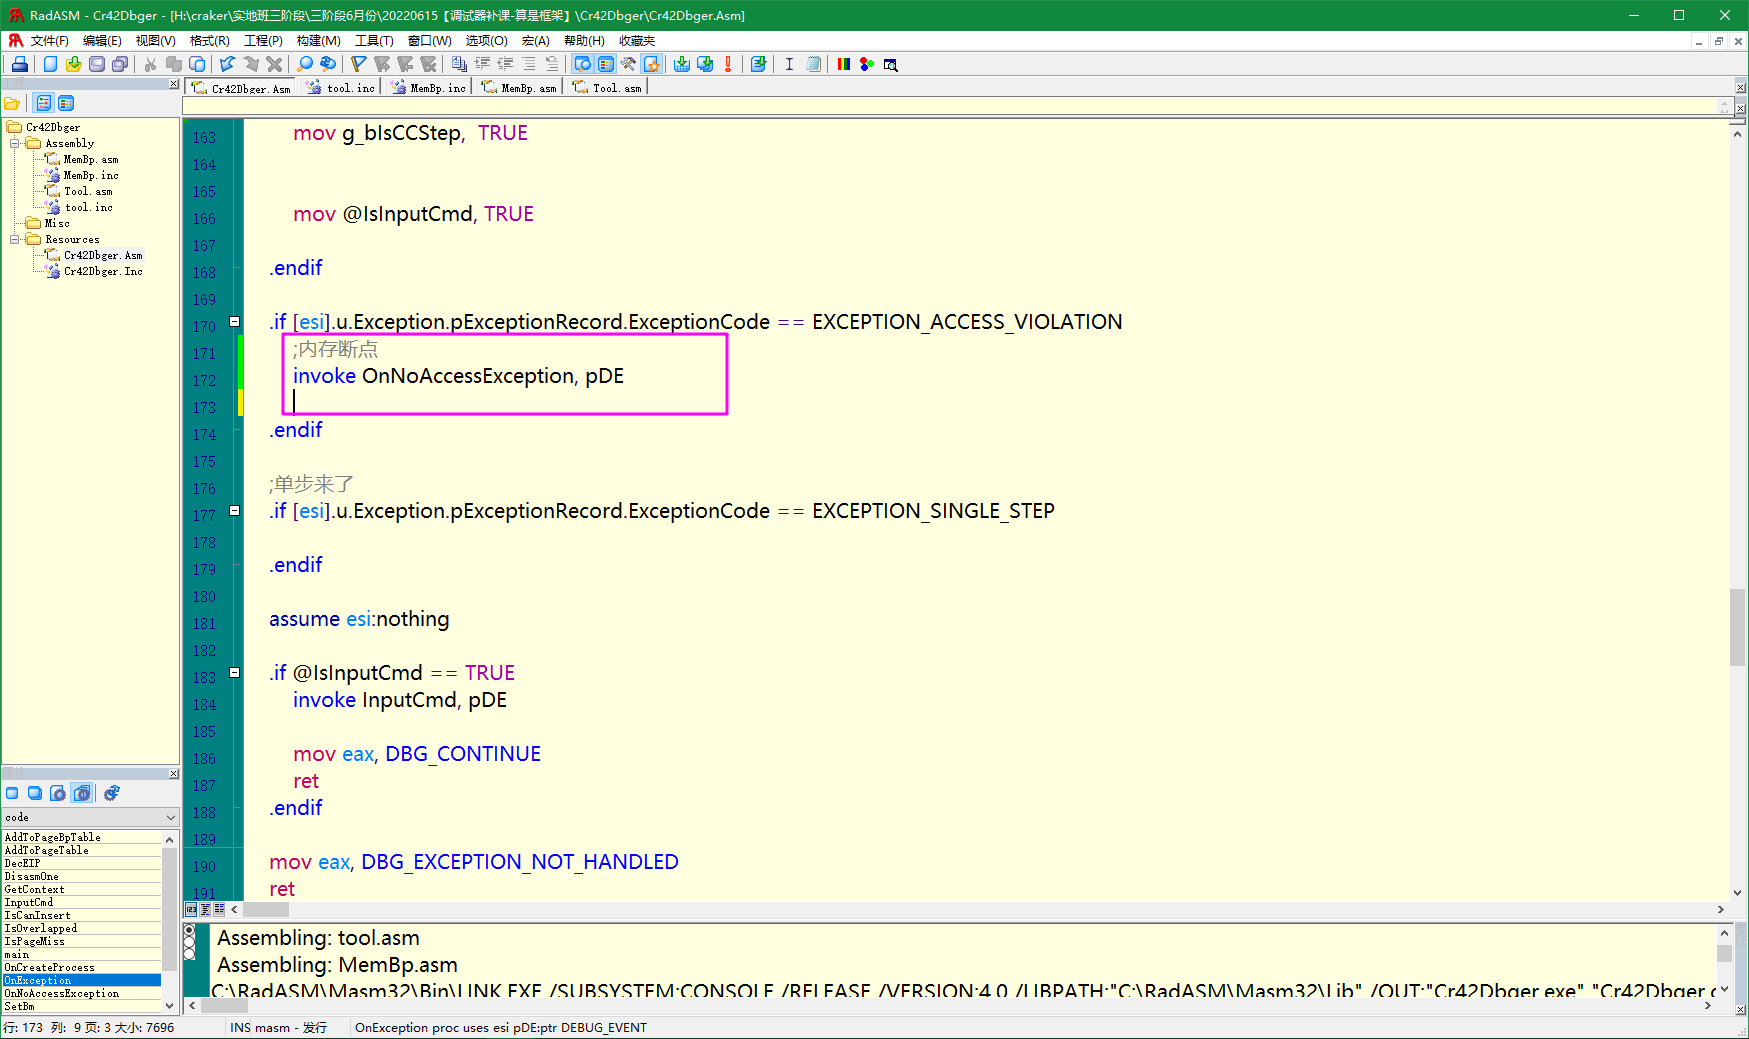 RadASM - Cr42Dbger - [H:\craker\实地班三阶段\三阶段6月份\20220615【调试器补课-算是框架】\Cr42Dbger\Cr42Dbger.Asm]
文件(F) 编辑(E) 视图(V) 格式(R) 工程(P) 构建(M) 工具(T) 窗口(W) 选项(O) 宏(A) 帮助(H) 收藏夹
Cr42Dbger.Asm tool.inc MemBp.inc MemBp.asm Tool.asm
Cr42Dbger
Assembly
MemBp.asm
MemBp.inc
Tool.asm
tool.inc
Misc
Resources
Cr42Dbger.Asm
Cr42Dbger.Inc
code
AddToPageBpTable
AddToPageTable
DecEIP
DisasmOne
GetContext
InputCmd
IsCanInsert
IsOverlapped
IsPageMiss
main
OnCreateProcess
OnException
OnNoAccessException
SetBm
163 mov g_bIsCCStep, TRUE
164
165
166 mov @IsInputCmd, TRUE
167
168 .endif
169
170 .if [esi].u.Exception.pExceptionRecord.ExceptionCode == EXCEPTION_ACCESS_VIOLATION
171 ;内存断点
172 invoke OnNoAccessException, pDE
173
174 .endif
175
176 ;单步来了
177 .if [esi].u.Exception.pExceptionRecord.ExceptionCode == EXCEPTION_SINGLE_STEP
178
179 .endif
180
181 assume esi:nothing
182
183 .if @IsInputCmd == TRUE
184 invoke InputCmd, pDE
185
186 mov eax, DBG_CONTINUE
187 ret
188 .endif
189
190 mov eax, DBG_EXCEPTION_NOT_HANDLED
191 ret
Assembling: tool.asm
Assembling: MemBp.asm
C:\RadASM\Masm32\Bin\LINK.EXE /SUBSYSTEM:CONSOLE /RELEASE /VERSION:4.0 /LIBPATH:"C:\RadASM\Masm32\Lib" /OUT:"Cr42Dbger.exe" "Cr42Dbger.o
行: 173 列: 9 页: 3 大小: 7696 INS masm - 发行 OnException proc uses esi pDE:ptr DEBUG_EVENT